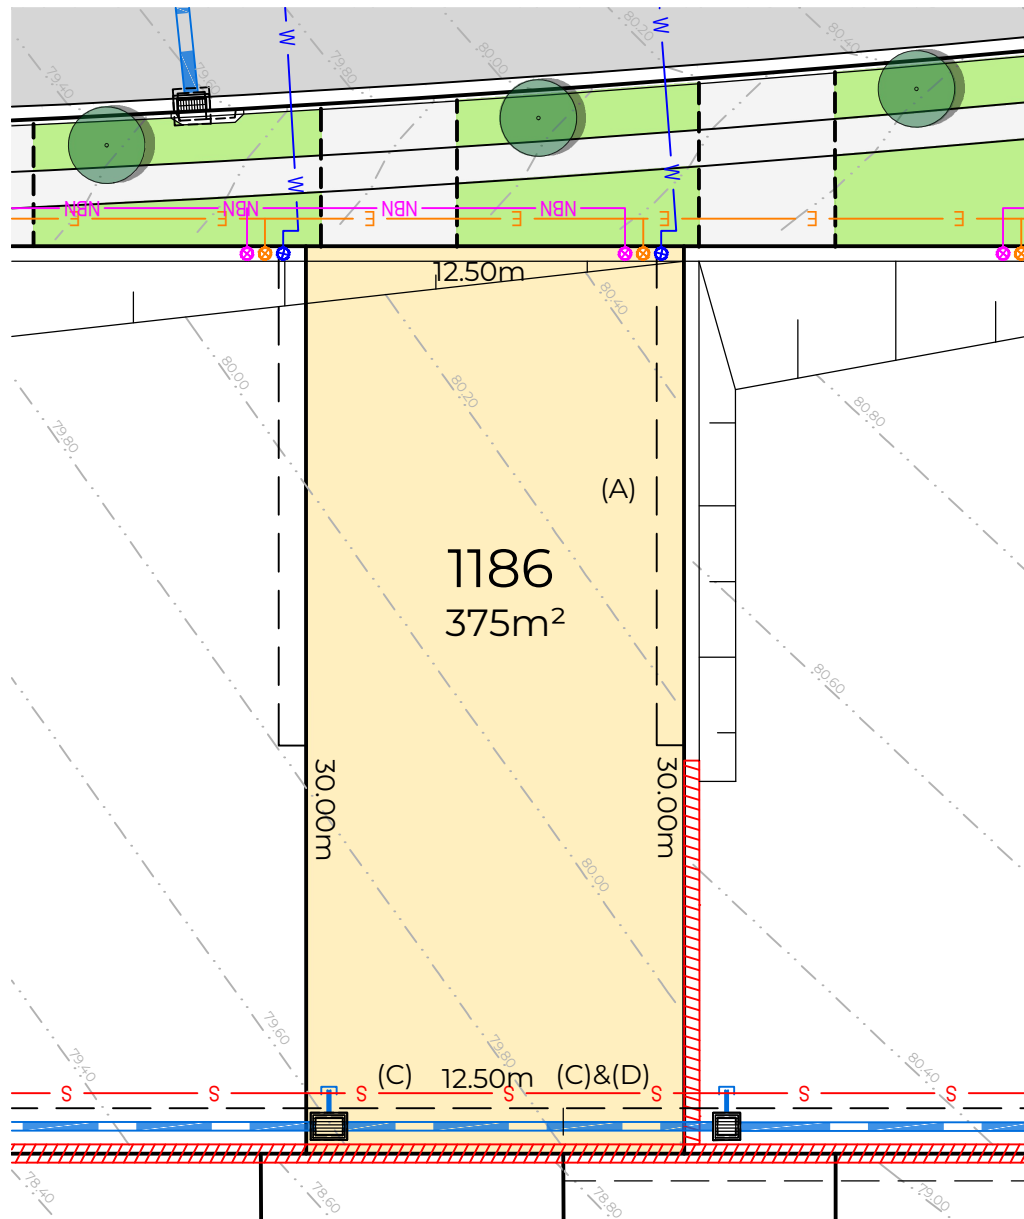 79.40
79.60
79.80
80.00
80.20
80.40
W
W
W
W
NBN
NBN
NBN
NBN
E
E
E
E
E
E
E
12.50m
80.40
80.00
80.20
80.80
79.80
(A)
1186
375m²
80.60
30.00m
30.00m
80.00
79.60
79.80
79.40
80.40
(C)
12.50m
(C)&(D)
S
S
S
S
S
S
S
78.40
78.60
78.80
79.00